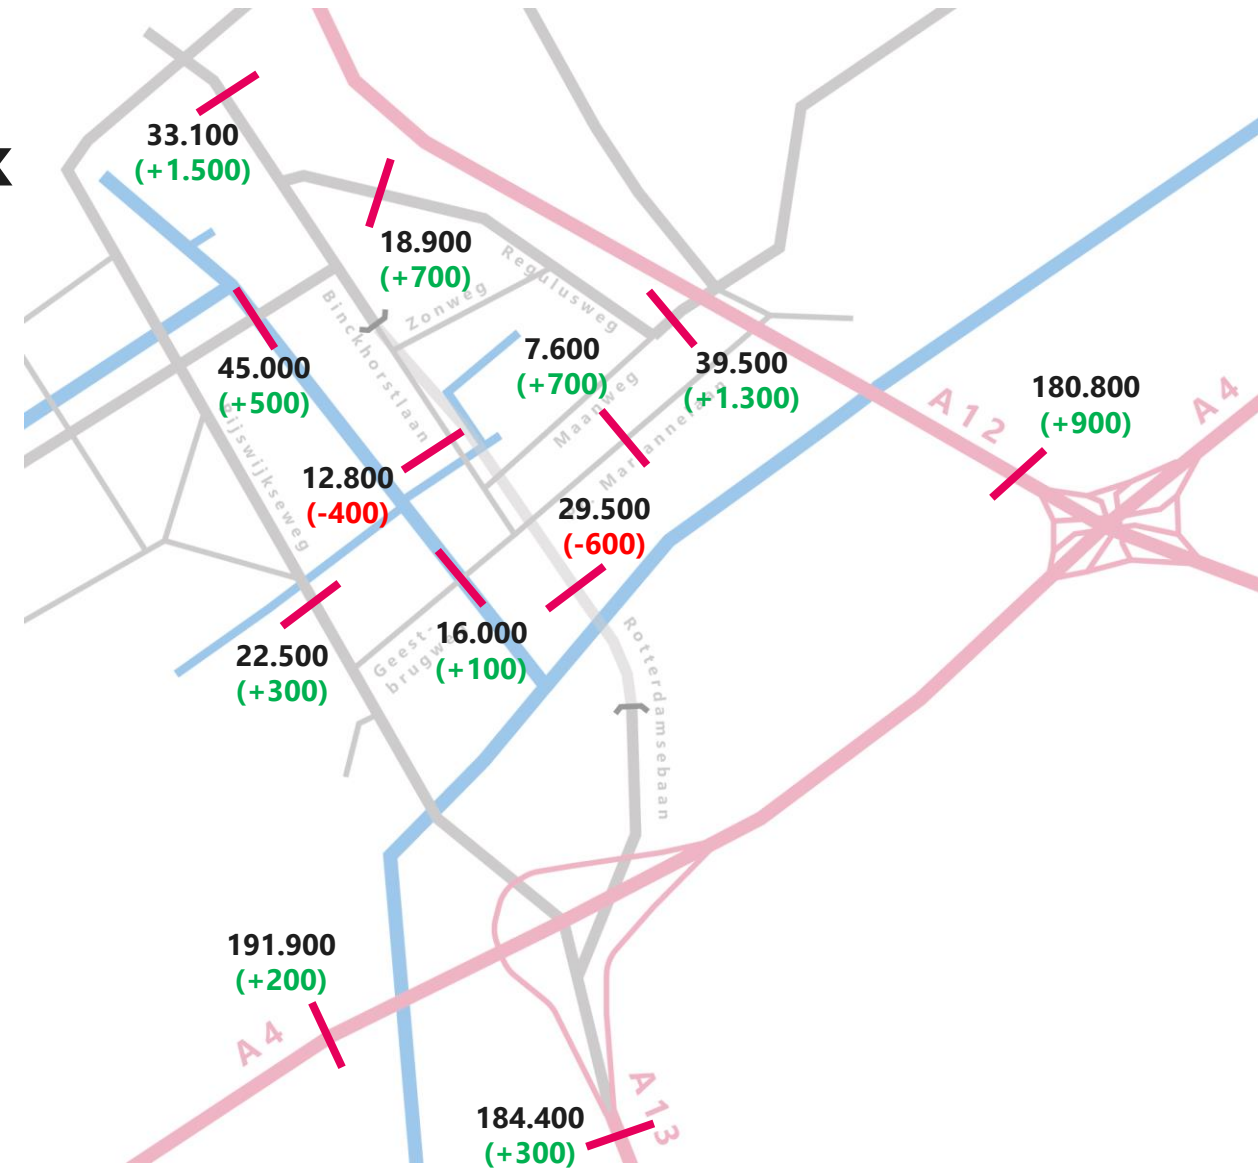 K
33.100
(+1.500)
18.900
(+700)
Regulusweg
Zonweg
Binckhorstlaan
7.600
(+700)
39.500
(+1.300)
45.000
(+500)
Maanweg
A12
180.800
(+900)
A4
Rijswijkseweg
12.800
(-400)
29.500
(-600)
22.500
(+300)
16.000
(+100)
Geest-
Rotterdamsebaan
191.900
(+200)
A4
184.400
(+300)
A13